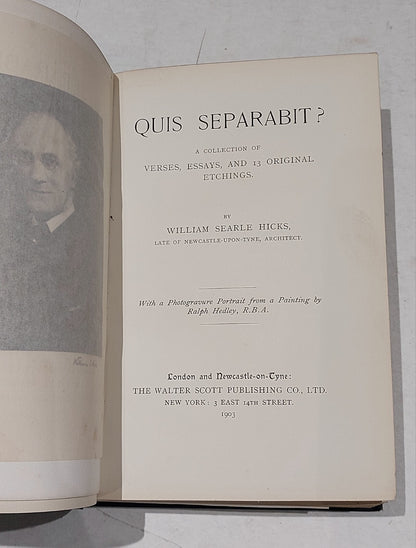 QUIS SEPARABIT?
A COLLECTION OF
VERSES, ESSAYS, AND 13 ORIGINAL
ETCHINGS.
BY
WILLIAM SEARLE HICKS,
LATE OF NEWCASTLE-UPON-TYNE, ARCHITECT.
With a Photogravure Portrait from a Painting by
Ralph Hedley, R.B.A.
London and Newcastle-on-Tyne:
THE WALTER SCOTT PUBLISHING CO., LTD.
NEW YORK: 3 EAST 14TH STREET.
1903